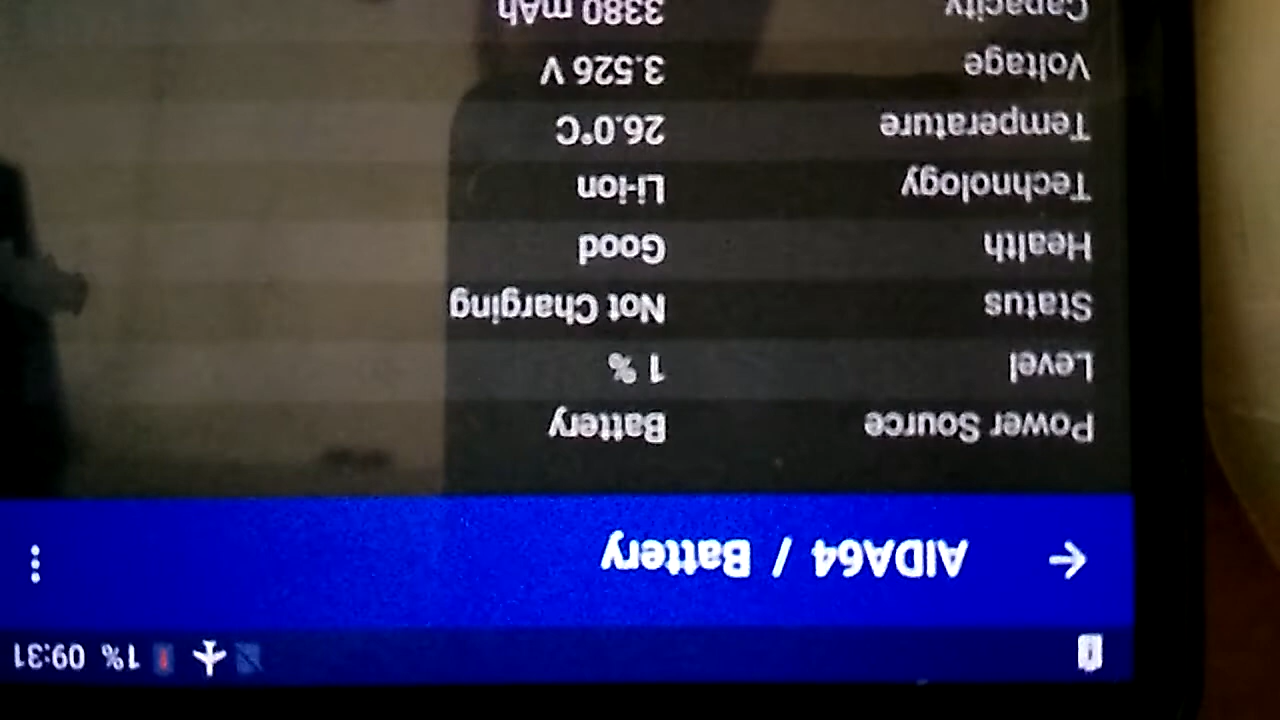 1% 09:31
AIDA64 / Battery
Power Source Battery
Level 1 %
Status Not Charging
Health Good
Technology Li-ion
Temperature 26.0°C
Voltage 3.526 V
Capacity 3380 mAh